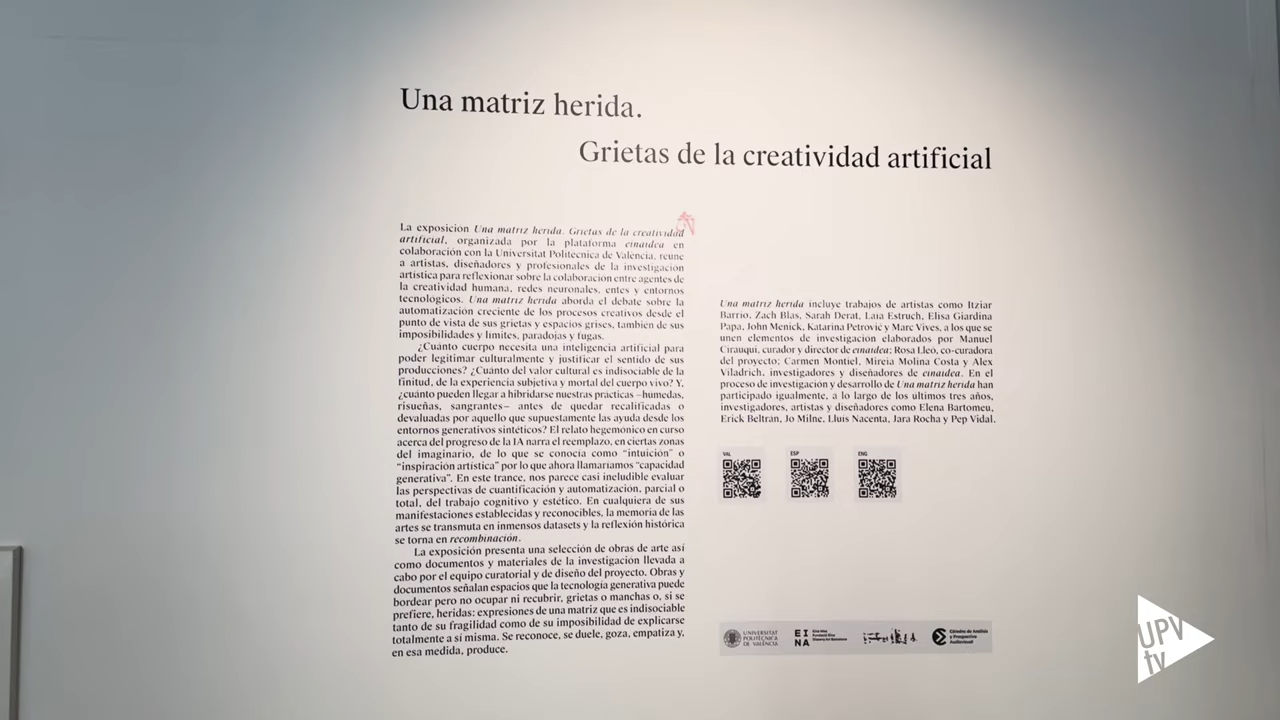 Una matriz herida.
Grietas de la creatividad artificial
La exposición Una matriz herida. Grietas de la creatividad
artificial, organizada por la plataforma einaidea en
colaboración con la Universitat Politècnica de València, reúne
a artistas, diseñadores y profesionales de la investigación
artística para reflexionar sobre la colaboración entre agentes de
la creatividad humana, redes neuronales, entes y entornos
tecnológicos. Una matriz herida aborda el debate sobre la
automatización creciente de los procesos creativos desde el
punto de vista de sus grietas y espacios grises, también de sus
imposibilidades y límites, paradojas y fugas.
¿Cuánto cuerpo necesita una inteligencia artificial para
poder legitimar culturalmente y justificar el sentido de sus
producciones? ¿Cuánto del valor cultural es indisociable de la
finitud, de la experiencia subjetiva y mortal del cuerpo vivo? Y,
¿cuánto pueden llegar a hibridarse nuestras prácticas –húmedas,
risueñas, sangrantes– antes de quedar recalificadas o
devaluadas por aquello que supuestamente las ayuda desde los
entornos generativos sintéticos? El relato hegemónico en curso
acerca del progreso de la IA narra el reemplazo, en ciertas zonas
del imaginario, de lo que se conocía como "intuición" o
"inspiración artística" por lo que ahora llamaríamos "capacidad
generativa". En este trance, nos parece casi ineludible evaluar
las perspectivas de cuantificación y automatización, parcial o
total, del trabajo cognitivo y estético. En cualquiera de sus
manifestaciones establecidas y reconocibles, la memoria de las
artes se transmuta en inmensos datasets y la reflexión histórica
se torna en recombinación.
La exposición presenta una selección de obras de arte así
como documentos y materiales de la investigación llevada a
cabo por el equipo curatorial y de diseño del proyecto. Obras y
documentos señalan espacios que la tecnología generativa puede
bordear pero no ocupar ni recubrir, grietas o manchas o, si se
prefiere, heridas: expresiones de una matriz que es indisociable
tanto de su fragilidad como de su imposibilidad de explicarse
totalmente a sí misma. Se reconoce, se duele, goza, empatiza y,
en esa medida, produce.
Una matriz herida incluye trabajos de artistas como Itziar
Barrio, Zach Blas, Sarah Derat, Laia Estruch, Elisa Giardina
Papa, John Menick, Katarina Petrović y Marc Vives, a los que se
unen elementos de investigación elaborados por Manuel
Cirauqui, curador y director de einaidea; Rosa Lleó, co-curadora
del proyecto; Carmen Montiel, Mireia Molina Costa y Alex
Viladrich, investigadores y diseñadores de einaidea. En el
proceso de investigación y desarrollo de Una matriz herida han
participado igualmente, a lo largo de los últimos tres años,
investigadores, artistas y diseñadores como Elena Bartomeu,
Erick Beltrán, Jo Milne, Lluís Nacenta, Jara Rocha y Pep Vidal.
VAL ESP ENG
UNIVERSITAT
POLITÈCNICA
DE VALÈNCIA
EI
NA
Cátedra de Análisis
y Prospectiva
Audiovisual
UPV
tv